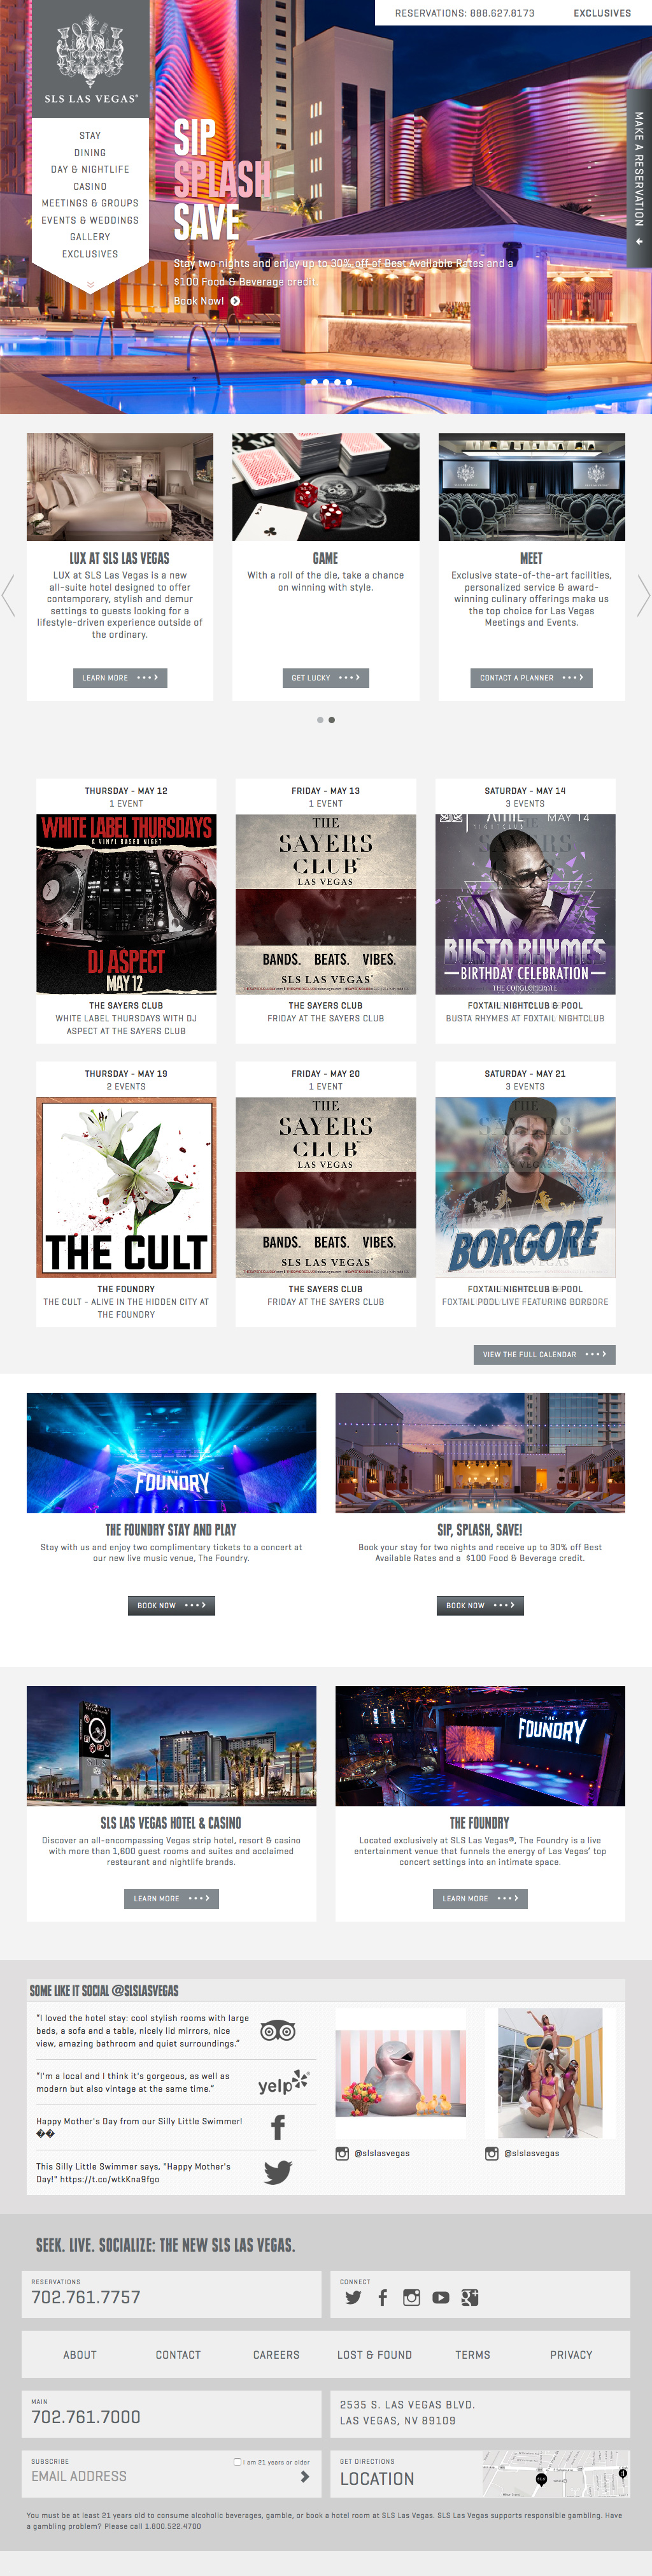 RESERVATIONS: 888.627.8173 EXCLUSIVES
SLS LAS VEGAS®
STAY
DINING
DAY & NIGHTLIFE
CASINO
MEETINGS & GROUPS
EVENTS & WEDDINGS
GALLERY
EXCLUSIVES
MAKE A RESERVATION
SIP
SPLASH
SAVE
Stay two nights and enjoy up to 30% off of Best Available Rates and a
$100 Food & Beverage credit.
Book Now!
LUX AT SLS LAS VEGAS
LUX at SLS Las Vegas is a new
all-suite hotel designed to offer
contemporary, stylish and demur
settings to guests looking for a
lifestyle-driven experience outside of
the ordinary.
LEARN MORE
GAME
With a roll of the die, take a chance
on winning with style.
GET LUCKY
MEET
Exclusive state-of-the-art facilities,
personalized service & award-
winning culinary offerings make us
the top choice for Las Vegas
Meetings and Events.
CONTACT A PLANNER
THURSDAY - MAY 12
1 EVENT
WHITE LABEL THURSDAYS
A VINYL BASED NIGHT
DJ ASPECT
MAY 12
THE SAYERS CLUB
WHITE LABEL THURSDAYS WITH DJ
ASPECT AT THE SAYERS CLUB
FRIDAY - MAY 13
1 EVENT
THE
SAYERS
CLUB™
LAS VEGAS
BANDS. BEATS. VIBES.
SLS LAS VEGAS®
THE SAYERS CLUB
FRIDAY AT THE SAYERS CLUB
SATURDAY - MAY 14
3 EVENTS
MAY 14
BUSTA RHYMES
BIRTHDAY CELEBRATION
THE CONGLOMERATE
FOXTAIL NIGHTCLUB & POOL
BUSTA RHYMES AT FOXTAIL NIGHTCLUB
THURSDAY - MAY 19
2 EVENTS
THE CULT
THE FOUNDRY
THE CULT - ALIVE IN THE HIDDEN CITY AT
THE FOUNDRY
FRIDAY - MAY 20
1 EVENT
THE
SAYERS
CLUB™
LAS VEGAS
BANDS. BEATS. VIBES.
SLS LAS VEGAS®
THE SAYERS CLUB
FRIDAY AT THE SAYERS CLUB
SATURDAY - MAY 21
3 EVENTS
BORGORE
FOXTAIL NIGHTCLUB & POOL
FOXTAIL POOL LIVE FEATURING BORGORE
VIEW THE FULL CALENDAR
THE
FOUNDRY
THE FOUNDRY STAY AND PLAY
Stay with us and enjoy two complimentary tickets to a concert at
our new live music venue, The Foundry.
BOOK NOW
SIP, SPLASH, SAVE!
Book your stay for two nights and receive up to 30% off Best
Available Rates and a $100 Food & Beverage credit.
BOOK NOW
SLS
SLS LAS VEGAS HOTEL & CASINO
Discover an all-encompassing Vegas strip hotel, resort & casino
with more than 1,600 guest rooms and suites and acclaimed
restaurant and nightlife brands.
LEARN MORE
THE
FOUNDRY
THE FOUNDRY
Located exclusively at SLS Las Vegas®, The Foundry is a live
entertainment venue that funnels the energy of Las Vegas' top
concert settings into an intimate space.
LEARN MORE
SOME LIKE IT SOCIAL @SLSLASVEGAS
"I loved the hotel stay: cool stylish rooms with large
beds, a sofa and a table, nicely lid mirrors, nice
view, amazing bathroom and quiet surroundings."
"I'm a local and I think it's gorgeous, as well as
modern but also vintage at the same time."
yelp
Happy Mother's Day from our Silly Little Swimmer!
��
This Silly Little Swimmer says, "Happy Mother's
Day!" https://t.co/wtkKna9fgo
@slslasvegas
@slslasvegas
SEEK. LIVE. SOCIALIZE: THE NEW SLS LAS VEGAS.
RESERVATIONS
702.761.7757
CONNECT
ABOUT CONTACT CAREERS LOST & FOUND TERMS PRIVACY
MAIN
702.761.7000
2535 S. LAS VEGAS BLVD.
LAS VEGAS, NV 89109
SUBSCRIBE
I am 21 years or older
EMAIL ADDRESS
GET DIRECTIONS
LOCATION
You must be at least 21 years old to consume alcoholic beverages, gamble, or book a hotel room at SLS Las Vegas. SLS Las Vegas supports responsible gambling. Have
a gambling problem? Please call 1.800.522.4700